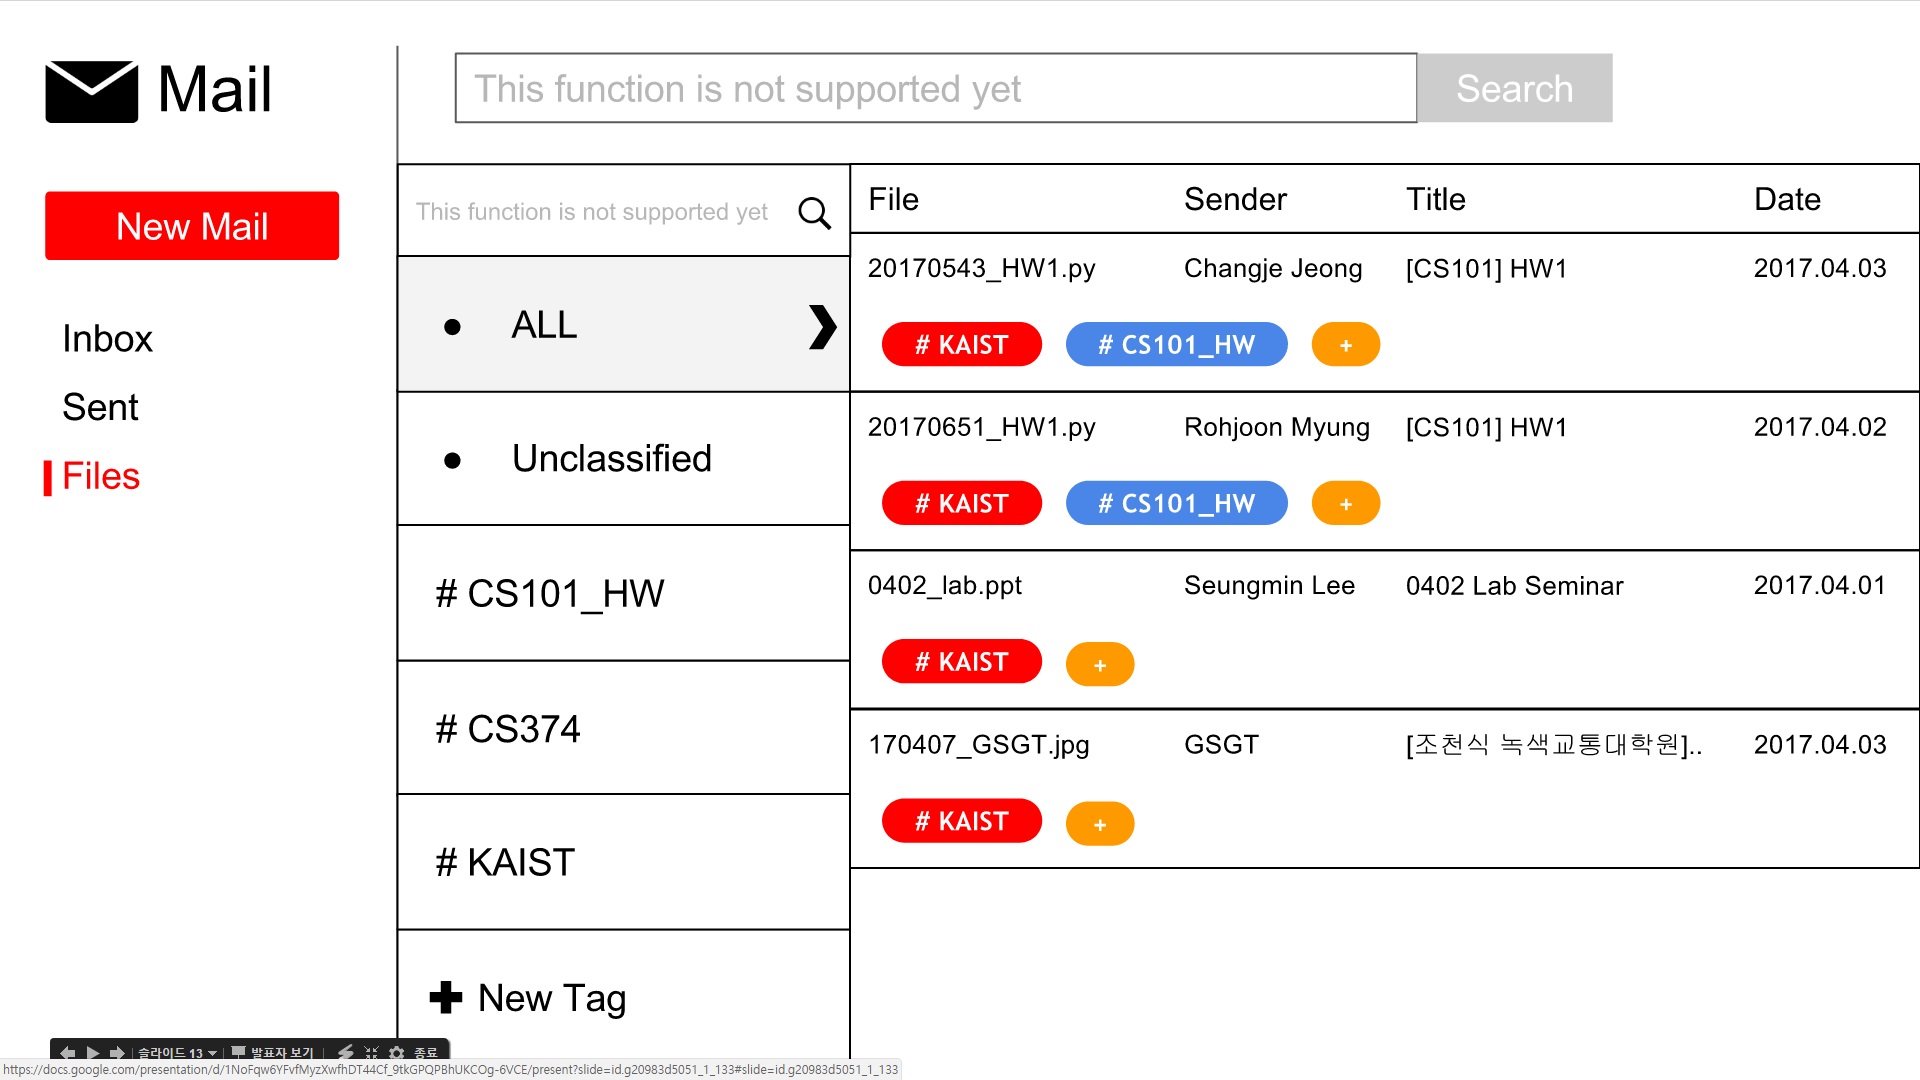 Mail
This function is not supported yet
Search
New Mail
Inbox
Sent
Files
This function is not supported yet
ALL
Unclassified
# CS101_HW
# CS374
# KAIST
New Tag
File Sender Title Date
20170543_HW1.py Changje Jeong [CS101] HW1 2017.04.03
# KAIST # CS101_HW +
20170651_HW1.py Rohjoon Myung [CS101] HW1 2017.04.02
# KAIST # CS101_HW +
0402_lab.ppt Seungmin Lee 0402 Lab Seminar 2017.04.01
# KAIST +
170407_GSGT.jpg GSGT [조천식 녹색교통대학원].. 2017.04.03
# KAIST +
슬라이드 13 발표자 보기 종료
https://docs.google.com/presentation/d/1NoFqw6YFvfMyzXwfhDT44Cf_9tkGPQPBhUKCOg-6VCE/present?slide=id.g20983d5051_1_133#slide=id.g20983d5051_1_133